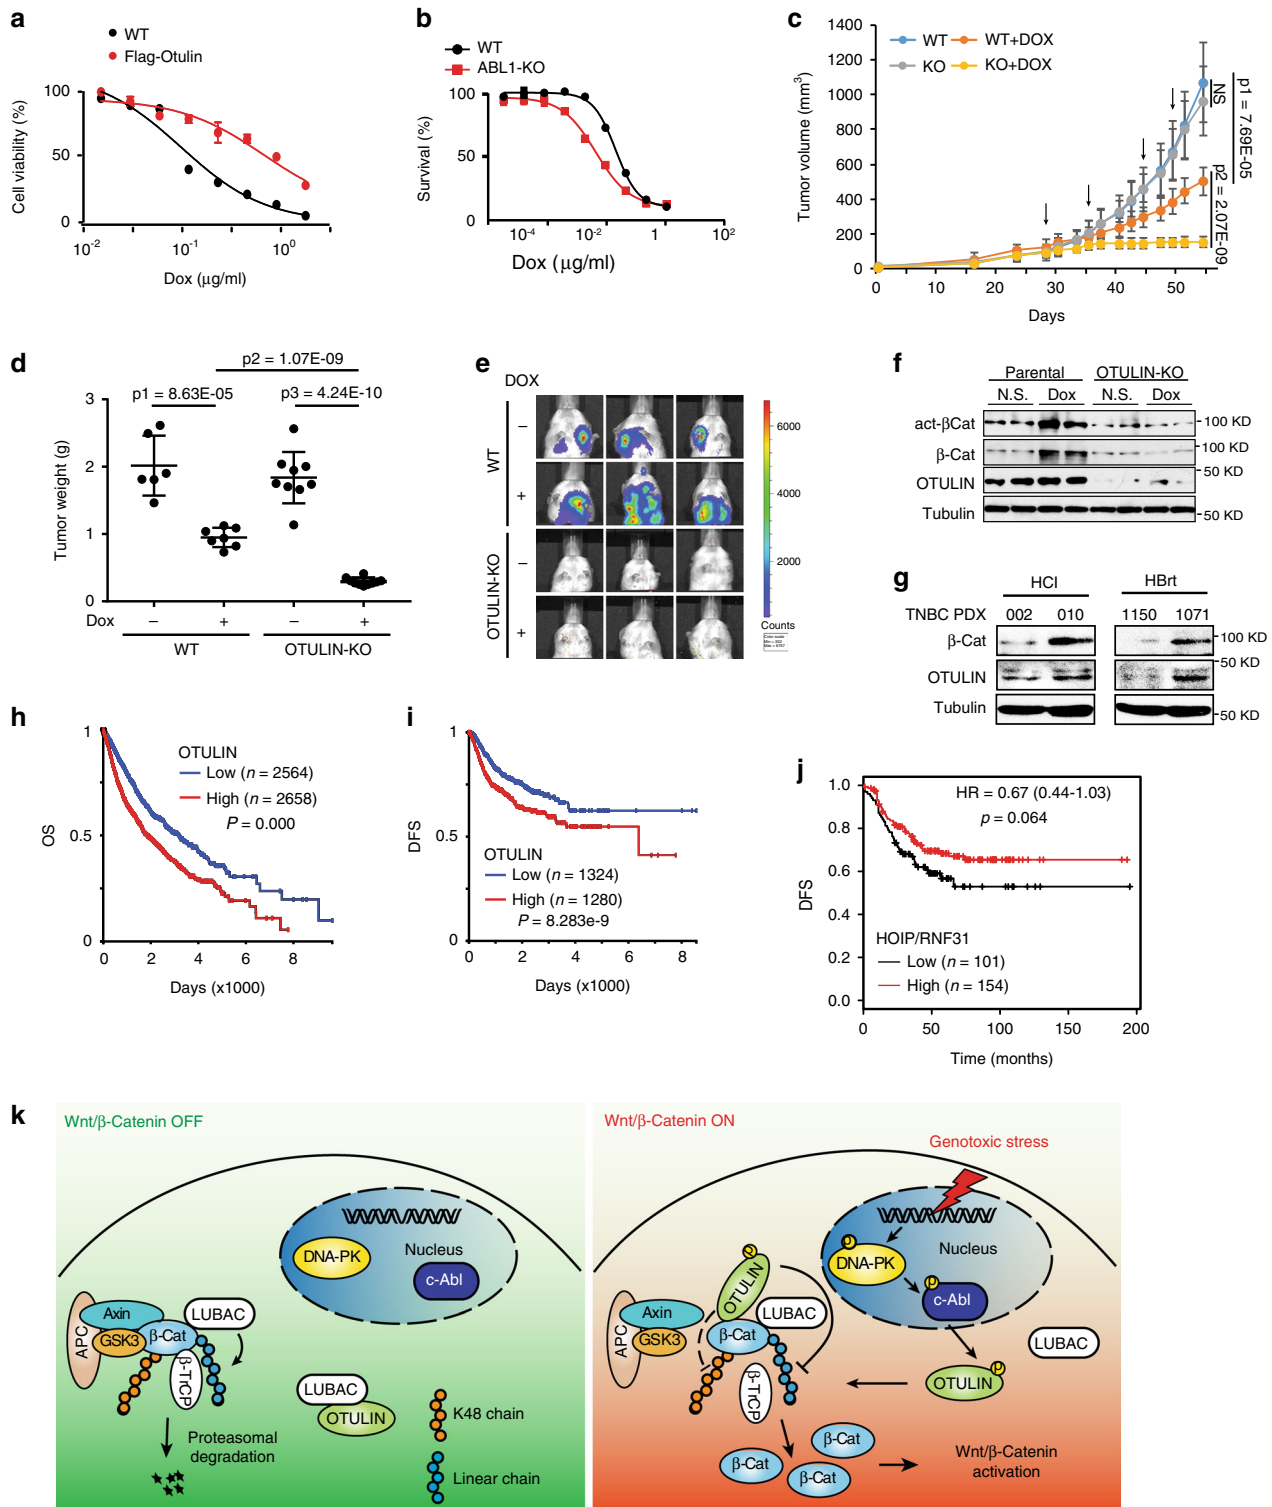 a
WT
Flag-Otulin
Cell viability (%)
100
50
0
10-2
10-1
100
Dox (μg/ml)
b
WT
ABL1-KO
Survival (%)
100
50
0
10-4
10-2
1
102
Dox (μg/ml)
c
WT
WT+DOX
KO
KO+DOX
Tumor volume (mm3)
1400
1200
1000
800
600
400
200
0
0
10
20
30
40
50
Days
NS
p1 = 7.69E-05
p2 = 2.07E-09
d
p2 = 1.07E-09
p1 = 8.63E-05
p3 = 4.24E-10
Tumor weight (g)
3
2
1
0
Dox
–
+
–
+
WT
OTULIN-KO
e
DOX
WT
–
+
OTULIN-KO
–
+
6000
4000
2000
Counts
f
Parental
OTULIN-KO
N.S.
Dox
N.S.
Dox
act-βCat
100 KD
β-Cat
100 KD
50 KD
OTULIN
Tubulin
50 KD
g
HCI
HBrt
TNBC PDX
002
010
1150
1071
β-Cat
100 KD
50 KD
OTULIN
Tubulin
50 KD
h
OTULIN
Low (n = 2564)
High (n = 2658)
P = 0.000
OS
1
0.5
0
0
2
4
6
8
Days (x1000)
i
DFS
1
0.5
0
OTULIN
Low (n = 1324)
High (n = 1280)
P = 8.283e-9
0
2
4
6
8
Days (x1000)
j
HR = 0.67 (0.44-1.03)
p = 0.064
DFS
1.0
0.8
0.6
0.4
0.2
0.0
HOIP/RNF31
Low (n = 101)
High (n = 154)
0
50
100
150
200
Time (months)
k
Wnt/β-Catenin OFF
DNA-PK
Nucleus
c-Abl
APC
Axin
GSK3
β-Cat
LUBAC
β-TrCP
Proteasomal
degradation
LUBAC
OTULIN
K48 chain
Linear chain
Wnt/β-Catenin ON
Genotoxic stress
p
DNA-PK
Nucleus
p
c-Abl
p
OTULIN
APC
Axin
GSK3
β-Cat
LUBAC
β-TrCP
LUBAC
p
OTULIN
β-Cat
β-Cat
β-Cat
Wnt/β-Catenin
activation